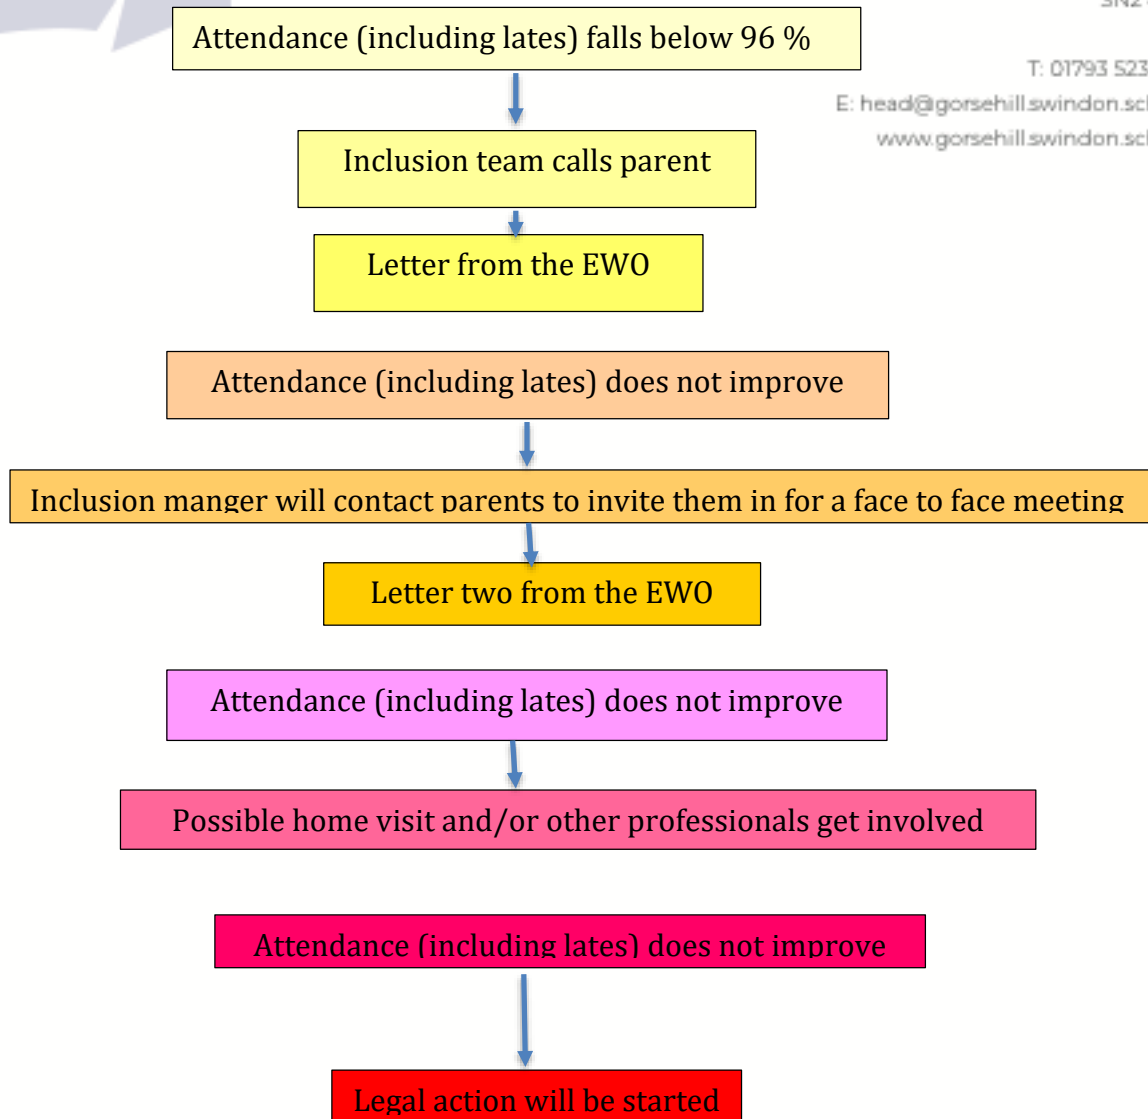 Attendance (including lates) falls below 96 %
T: 01793 523
E: head@gorsehill.swindon.sc
www.gorsehill.swindon.sc
Inclusion team calls parent
Letter from the EWO
Attendance (including lates) does not improve
Inclusion manger will contact parents to invite them in for a face to face meeting
Letter two from the EWO
Attendance (including lates) does not improve
Possible home visit and/or other professionals get involved
Attendance (including lates) does not improve
Legal action will be started